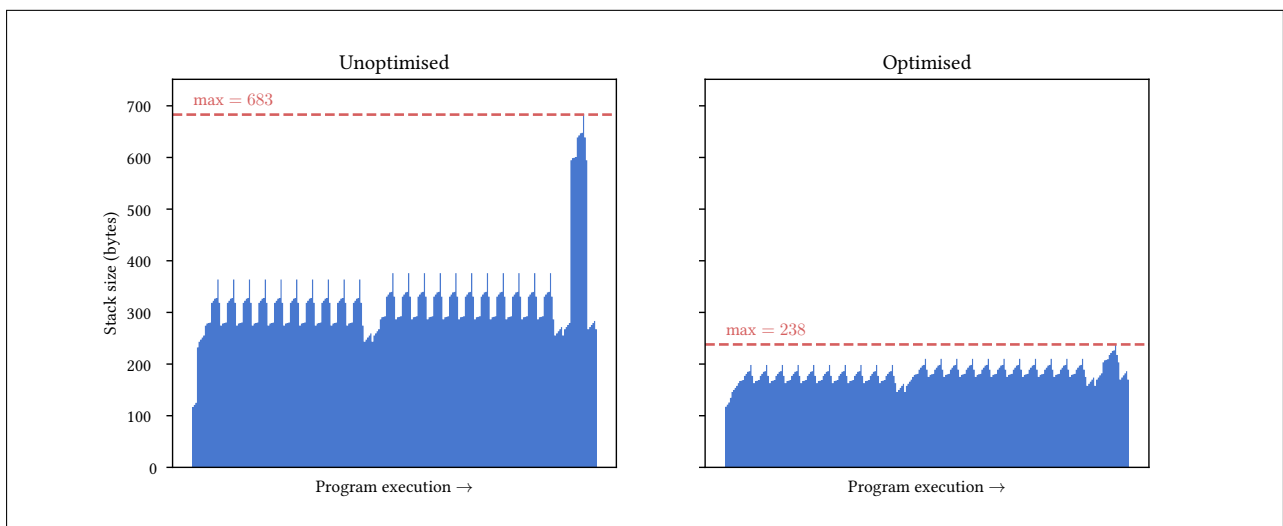 Unoptimised
max = 683
700
600
500
400
300
200
100
0
Stack size (bytes)
Program execution →
Optimised
max = 238
Program execution →